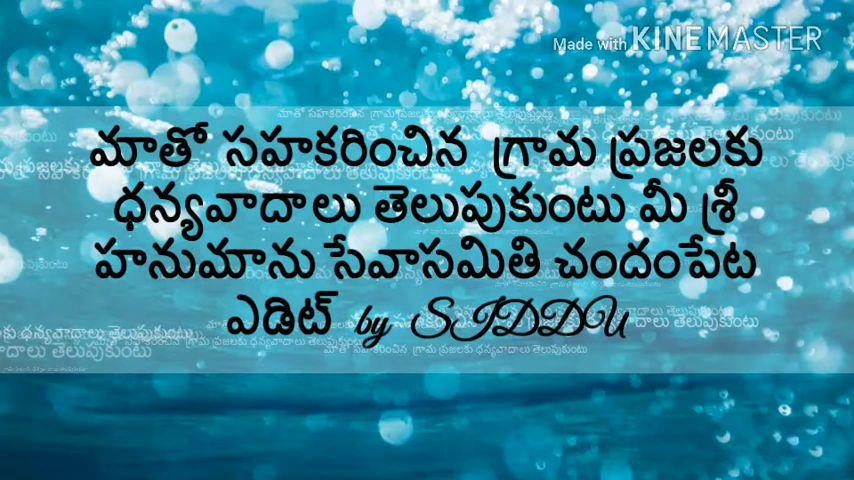 Made with KINEMASTER
మాతో సహకరించిన గ్రామ ప్రజలకు
ధన్యవాదాలు తెలుపుకుంటు మీ శ్రీ
హనుమాను సేవాసమితి చందంపేట
ఎడిట్ by SIDDU